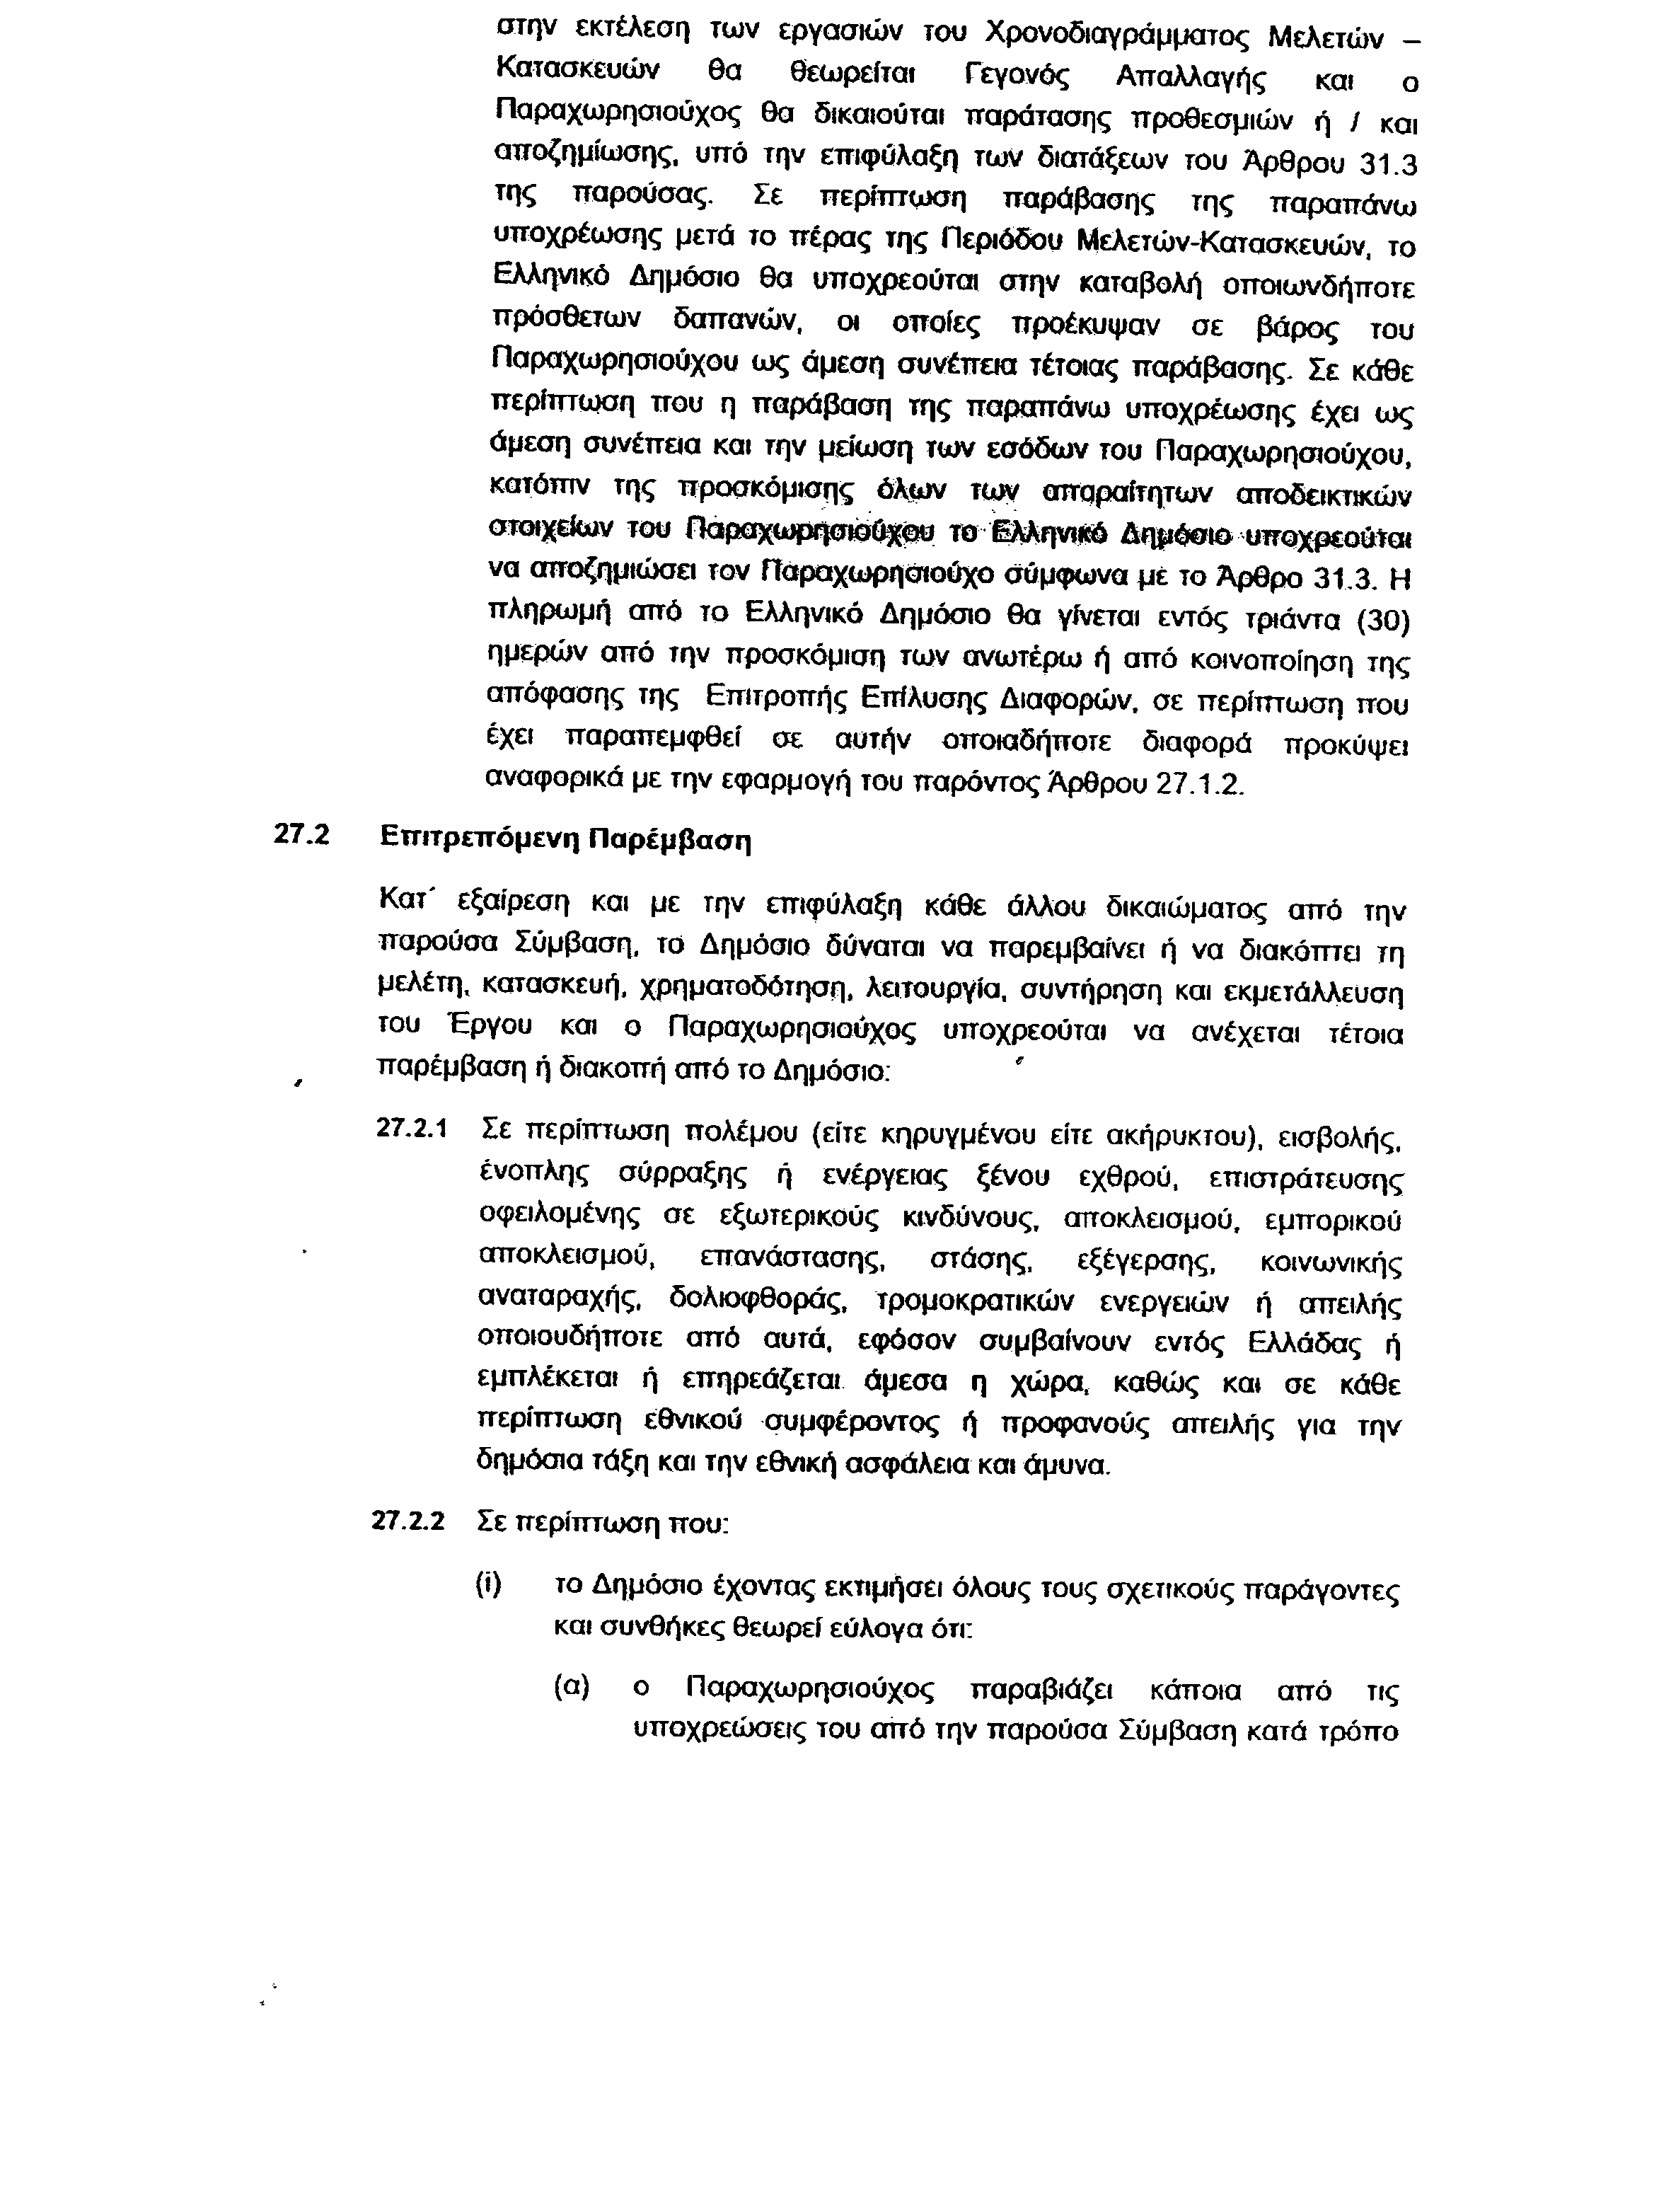 στην εκτέλεση των εργασιών του Χρονοδιαγράμματος Μελετών –
Κατασκευών θα θεωρείται Γεγονός Απαλλαγής και ο
Παραχωρησιούχος θα δικαιούται παράτασης προθεσμιών ή / και
αποζημίωσης, υπό την επιφύλαξη των διατάξεων του Άρθρου 31.3
της παρούσας. Σε περίπτωση παράβασης της παραπάνω
υποχρέωσης μετά το πέρας της Περιόδου Μελετών-Κατασκευών, το
Ελληνικό Δημόσιο θα υποχρεούται στην καταβολή οποιωνδήποτε
πρόσθετων δαπανών, οι οποίες προέκυψαν σε βάρος του
Παραχωρησιούχου ως άμεση συνέπεια τέτοιας παράβασης. Σε κάθε
περίπτωση που η παράβαση της παραπάνω υποχρέωσης έχει ως
άμεση συνέπεια και την μείωση των εσόδων του Παραχωρησιούχου,
κατόπιν της προσκόμισης όλων των απαραίτητων αποδεικτικών
στοιχείων του Παραχωρησιούχου το Ελληνικό Δημόσιο υποχρεούται
να αποζημιώσει τον Παραχωρησιούχο σύμφωνα με το Άρθρο 31.3. Η
πληρωμή από το Ελληνικό Δημόσιο θα γίνεται εντός τριάντα (30)
ημερών από την προσκόμιση των ανωτέρω ή από κοινοποίηση της
απόφασης της Επιτροπής Επίλυσης Διαφορών, σε περίπτωση που
έχει παραπεμφθεί σε αυτήν οποιαδήποτε διαφορά προκύψει
αναφορικά με την εφαρμογή του παρόντος Άρθρου 27.1.2.
27.2 Επιτρεπόμενη Παρέμβαση
Κατ΄ εξαίρεση και με την επιφύλαξη κάθε άλλου δικαιώματος από την
παρούσα Σύμβαση, το Δημόσιο δύναται να παρεμβαίνει ή να διακόπτει τη
μελέτη, κατασκευή, χρηματοδότηση, λειτουργία, συντήρηση και εκμετάλλευση
του Έργου και ο Παραχωρησιούχος υποχρεούται να ανέχεται τέτοια
παρέμβαση ή διακοπή από το Δημόσιο:
27.2.1 Σε περίπτωση πολέμου (είτε κηρυγμένου είτε ακήρυκτου), εισβολής,
ένοπλης σύρραξης ή ενέργειας ξένου εχθρού, επιστράτευσης
οφειλομένης σε εξωτερικούς κινδύνους, αποκλεισμού, εμπορικού
αποκλεισμού, επανάστασης, στάσης, εξέγερσης, κοινωνικής
αναταραχής, δολιοφθοράς, τρομοκρατικών ενεργειών ή απειλής
οποιουδήποτε από αυτά, εφόσον συμβαίνουν εντός Ελλάδας ή
εμπλέκεται ή επηρεάζεται άμεσα η χώρα, καθώς και σε κάθε
περίπτωση εθνικού συμφέροντος ή προφανούς απειλής για την
δημόσια τάξη και την εθνική ασφάλεια και άμυνα.
27.2.2 Σε περίπτωση που:
(i) το Δημόσιο έχοντας εκτιμήσει όλους τους σχετικούς παράγοντες
και συνθήκες θεωρεί εύλογα ότι:
(α) ο Παραχωρησιούχος παραβιάζει κάποια από τις
υποχρεώσεις του από την παρούσα Σύμβαση κατά τρόπο